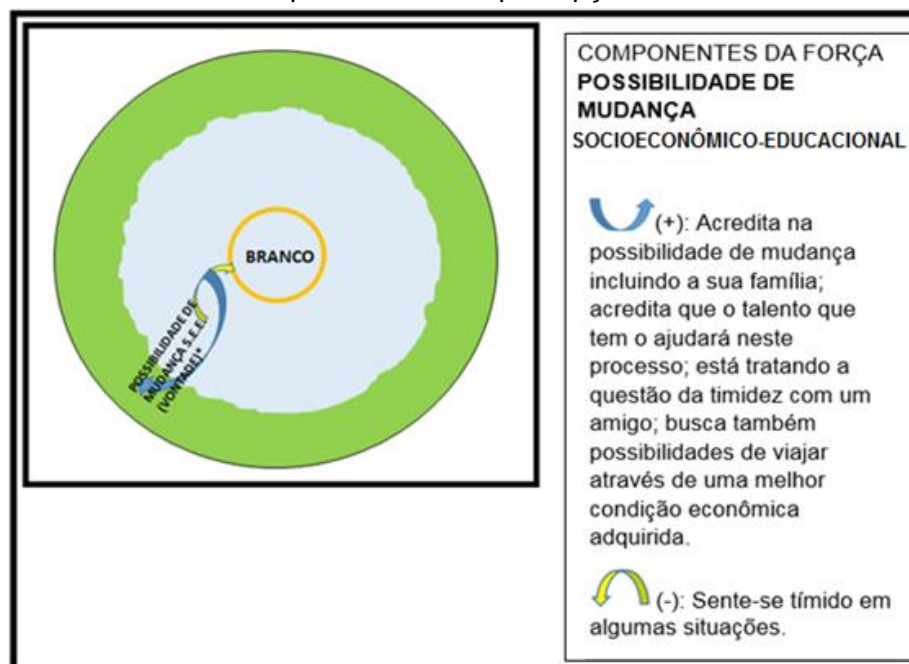 BRANCO
POSSIBILIDADE DE
MUDANÇA S.E.E.
(VONTADE)*
COMPONENTES DA FORÇA
POSSIBILIDADE DE
MUDANÇA
SOCIOECONÔMICO-EDUCACIONAL
(+): Acredita na
possibilidade de mudança
incluindo a sua família;
acredita que o talento que
tem o ajudará neste
processo; está tratando a
questão da timidez com um
amigo; busca também
possibilidades de viajar
através de uma melhor
condição econômica
adquirida.
(-): Sente-se tímido em
algumas situações.